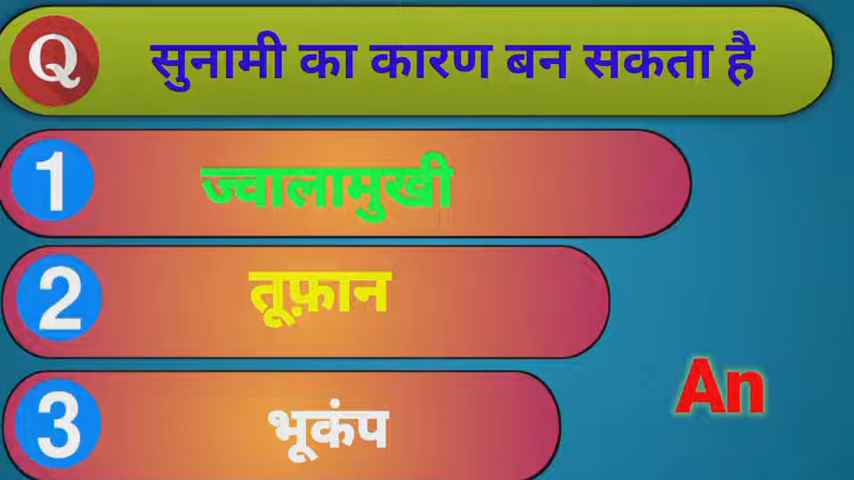 Q सुनामी का कारण बन सकता है
1 ज्वालामुखी
2 तूफ़ान
3 भूकंप
An